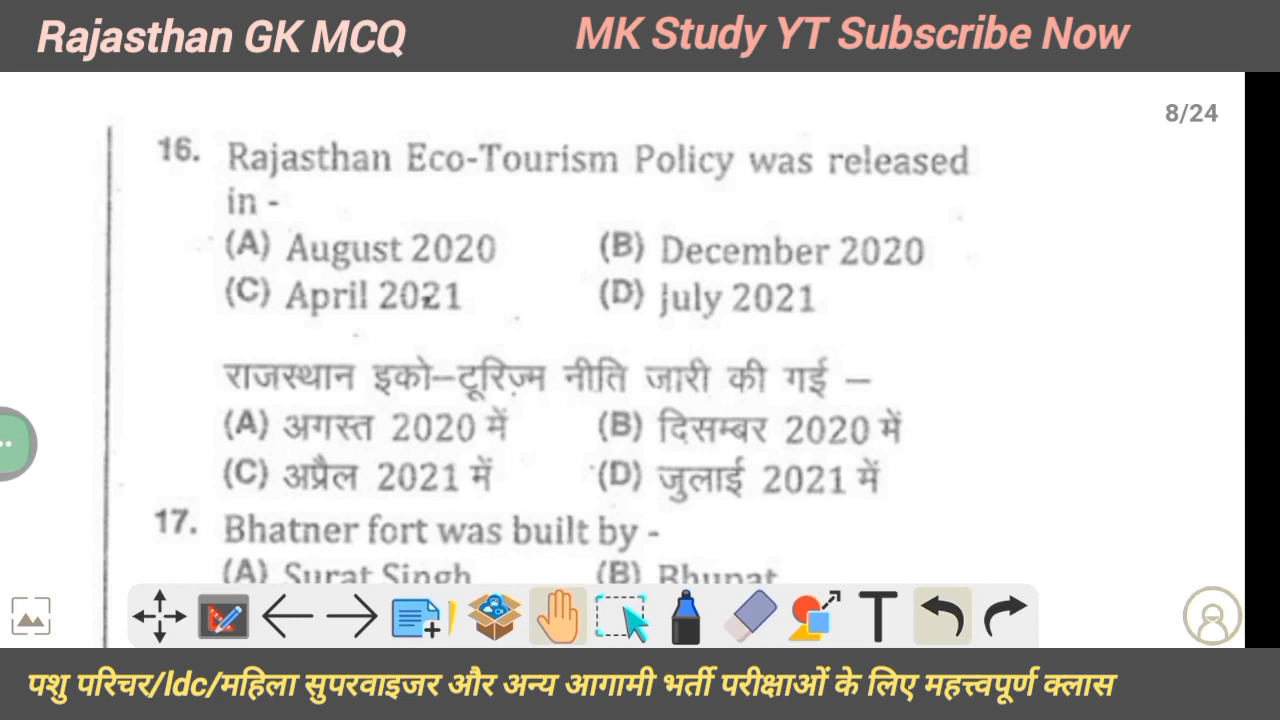 Rajasthan GK MCQ
MK Study YT Subscribe Now
8/24
16. Rajasthan Eco-Tourism Policy was released
in -
(A) August 2020 (B) December 2020
(C) April 2021 (D) July 2021
राजस्थान इको–टूरिज़्म नीति जारी की गई –
(A) अगस्त 2020 में (B) दिसम्बर 2020 में
(C) अप्रैल 2021 में (D) जुलाई 2021 में
17. Bhatner fort was built by -
(A) Surat Singh (B) Bhupat
T
पशु परिचर/ldc/महिला सुपरवाइजर और अन्य आगामी भर्ती परीक्षाओं के लिए महत्त्वपूर्ण क्लास